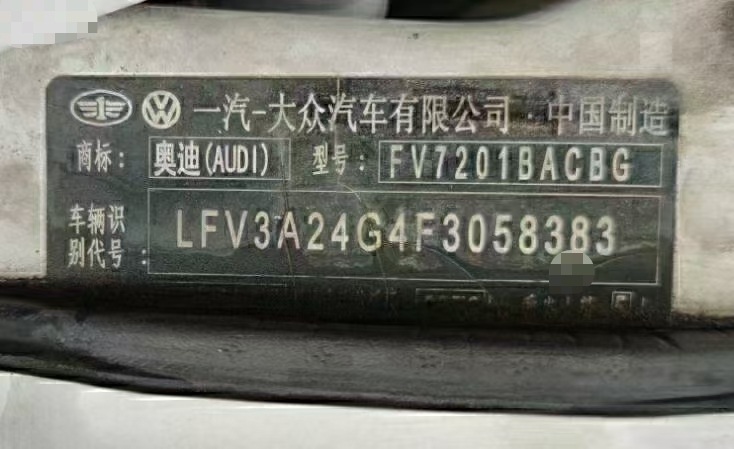 一汽-大众汽车有限公司·中国制造
商标: 奥迪(AUDI) 型号: FV7201BACBG
车辆识
别代号: LFV3A24G4F3058383